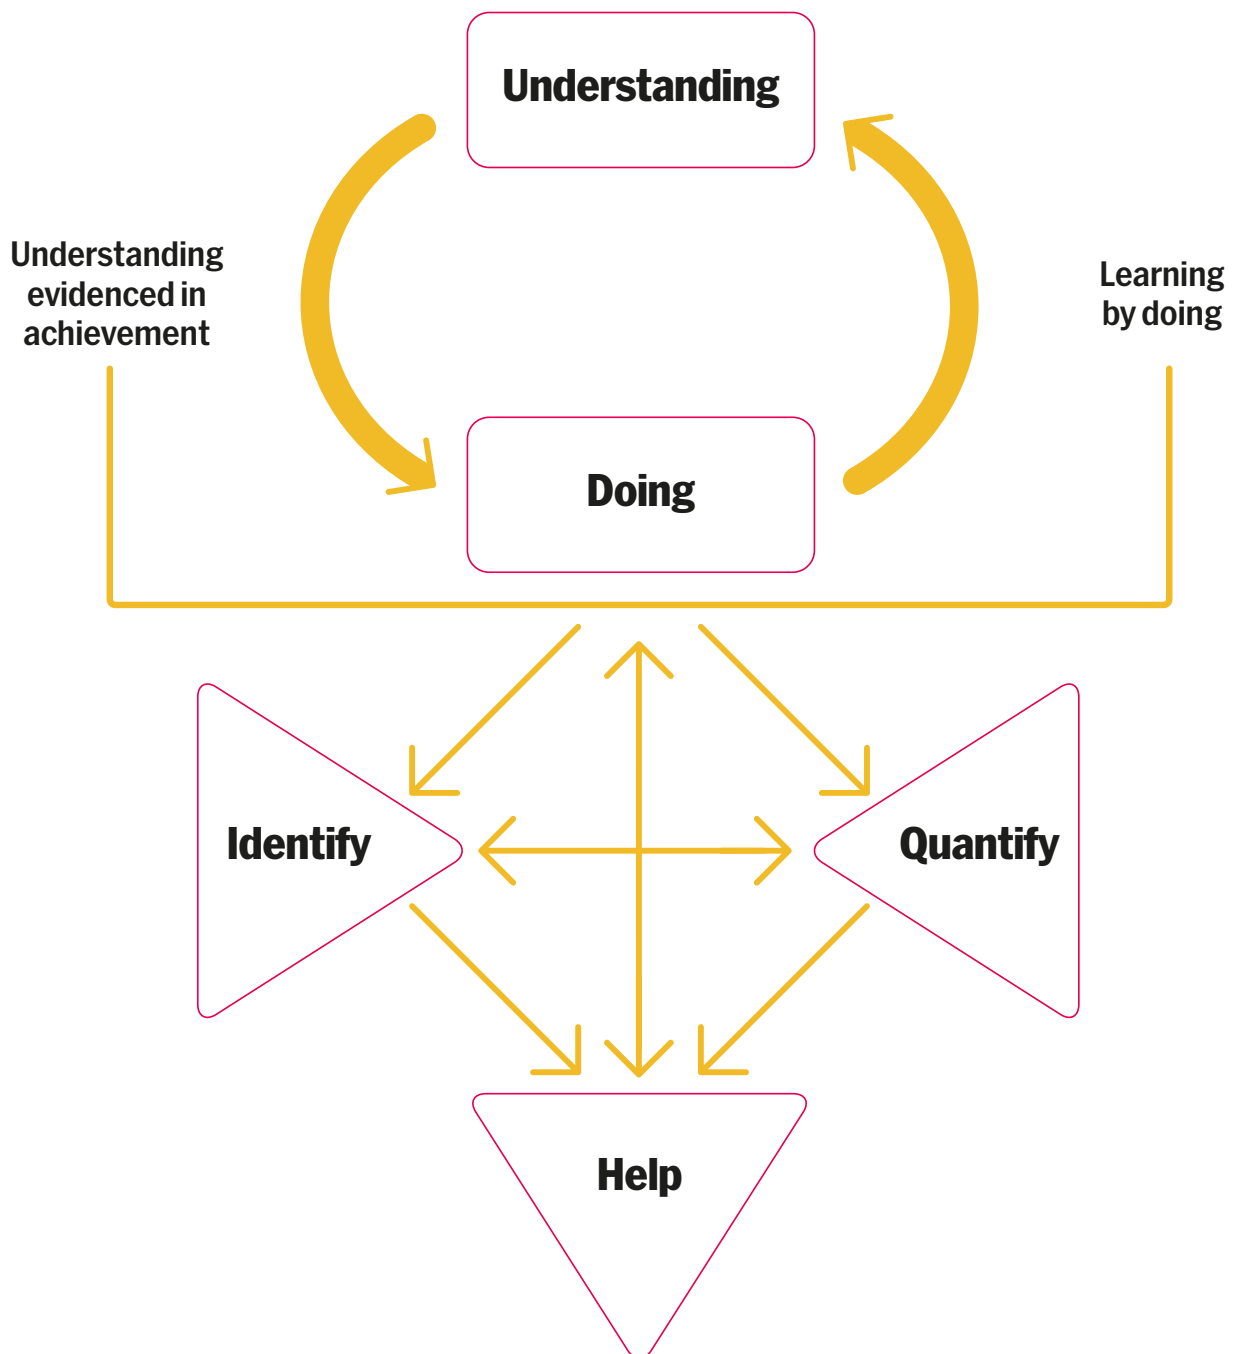 Understanding
Understanding
evidenced in
achievement
Learning
by doing
Doing
Identify
Quantify
Help